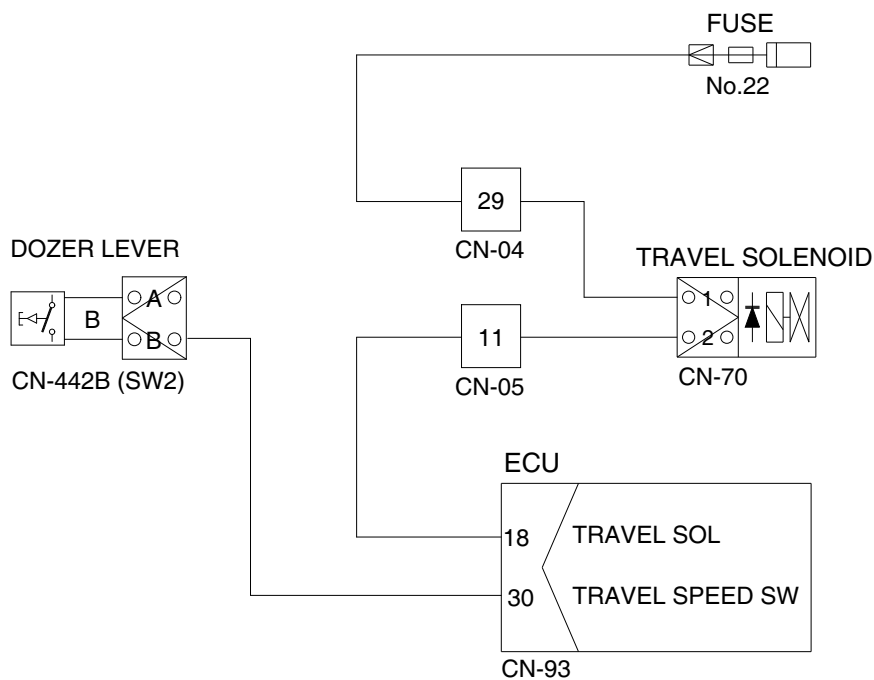 FUSE
No.22
29
CN-04
DOZER LEVER
TRAVEL SOLENOID
A
1
B
B
11
2
CN-442B (SW2)
CN-05
CN-70
ECU
18
TRAVEL SOL
30
TRAVEL SPEED SW
CN-93